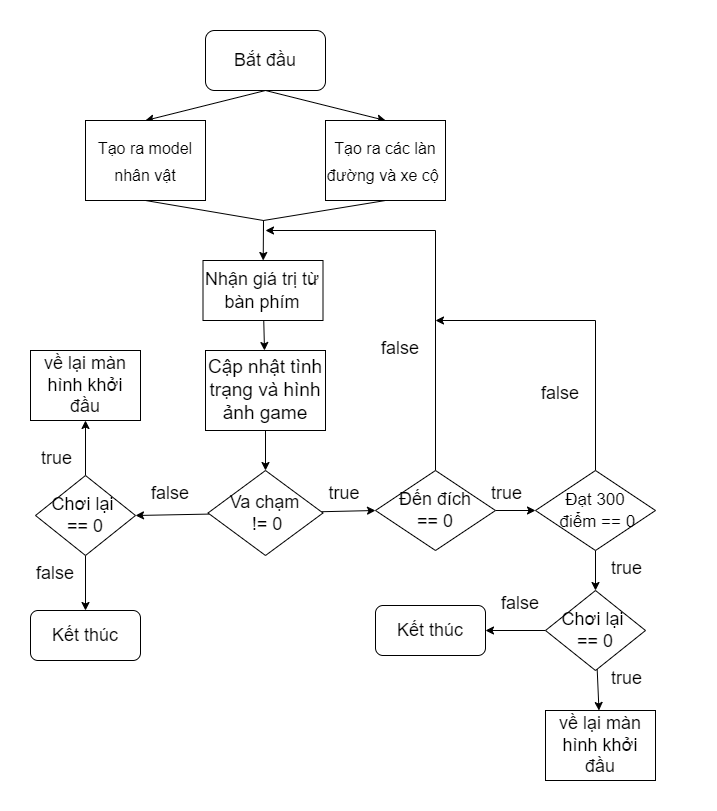 Bắt đầu
Tạo ra model
nhân vật
Tạo ra các làn
đường và xe cộ
Nhận giá trị từ
bàn phím
false
về lại màn
hình khởi
đầu
Cập nhật tình
trạng và hình
ảnh game
false
true
Chơi lại
== 0
false
Va chạm
!= 0
true
Đến đích
== 0
true
Đạt 300
điểm == 0
false
true
Kết thúc
Kết thúc
false
Chơi lại
== 0
true
về lại màn
hình khởi
đầu